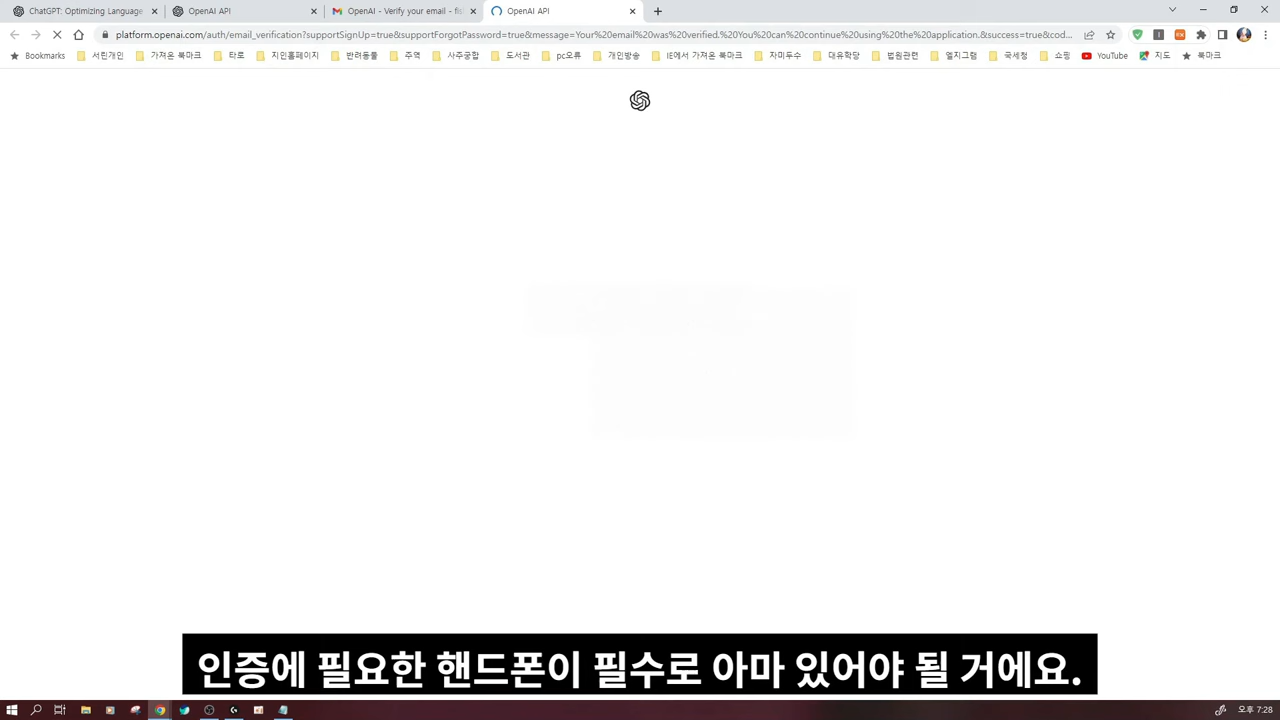 ChatGPT: Optimizing Language
OpenAI API
OpenAI - Verify your email - fis
OpenAI API
platform.openai.com/auth/email_verification?supportSignUp=true&supportForgotPassword=true&message=Your%20email%20was%20verified.%20You%20can%20continue%20using%20the%20application.&success=true&cod...
Bookmarks 서린개인 가져온 북마크 타로 지인홈페이지 반려동물 주역 사주궁합 도서관 pc오류 개인방송 IE에서 가져온 북마크 자미두수 대유학당 법원관련 엘지그램 국세청 쇼핑 YouTube 지도 북마크
인증에 필요한 핸드폰이 필수로 아마 있어야 될 거에요.
오후 7:28